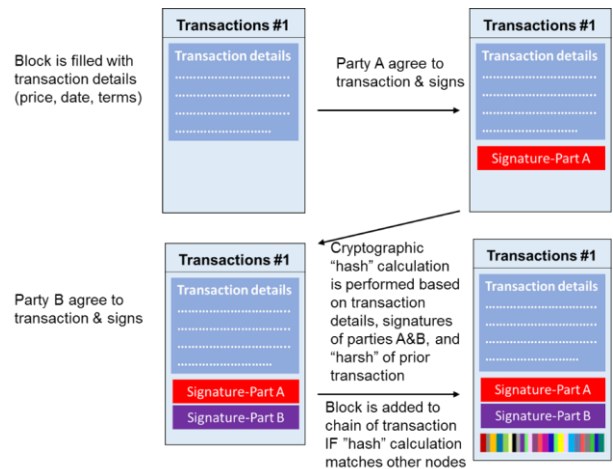 Transactions #1
Block is filled with
transaction details
(price, date, terms)
Transaction details
Party A agree to
transaction & signs
Transactions #1
Transaction details
Signature-Part A
Transactions #1
Party B agree to
transaction & signs
Transaction details
Signature-Part A
Signature-Part B
Cryptographic
“hash” calculation
is performed based
on transaction
details, signatures
of parties A&B, and
“harsh” of prior
transaction
Block is added to
chain of transaction
IF ”hash” calculation
matches other nodes
Transactions #1
Transaction details
Signature-Part A
Signature-Part B